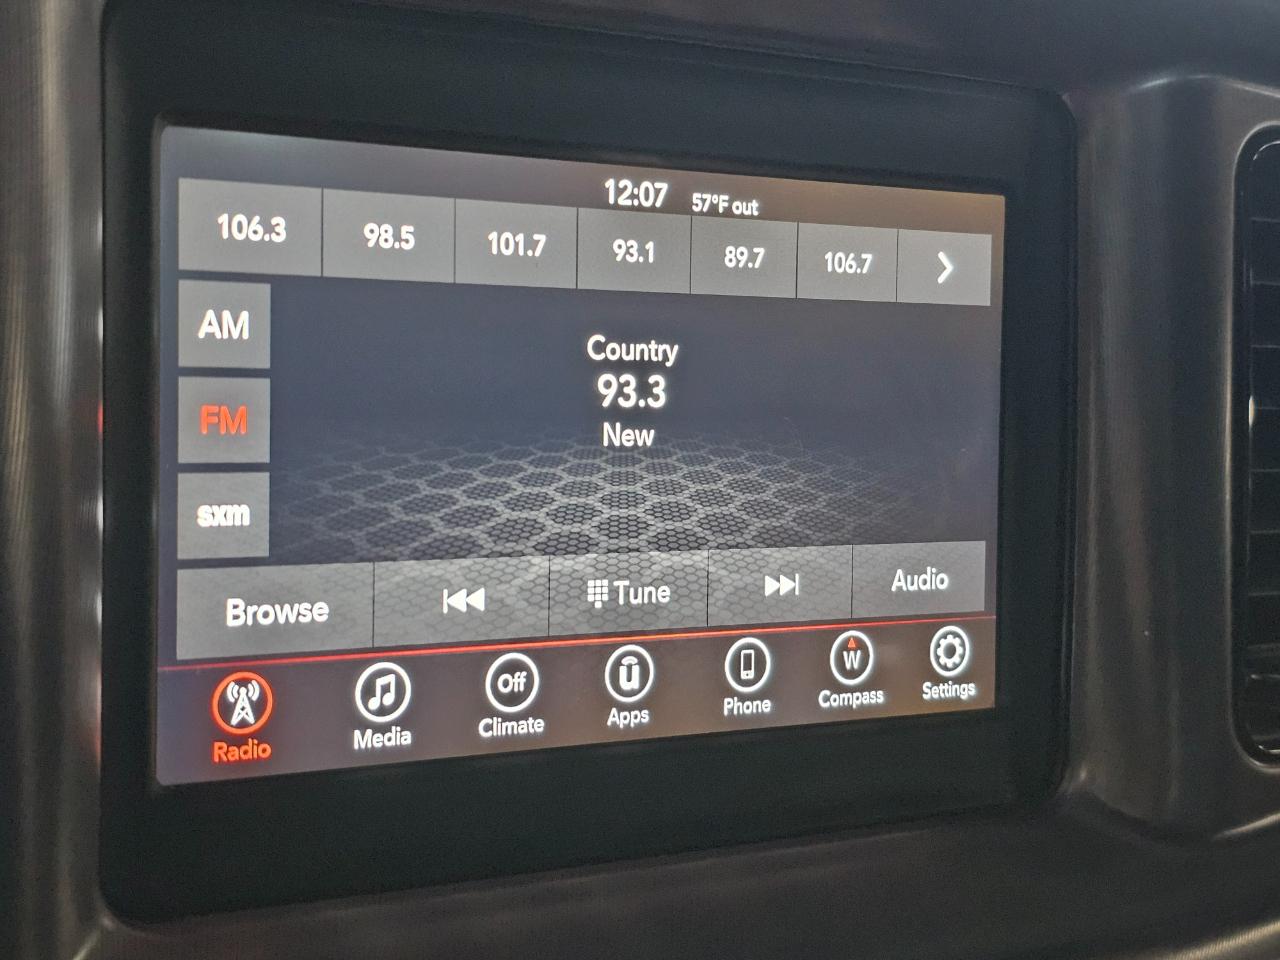 12:07 57°F out
106.3 98.5 101.7 93.1 89.7 106.7
AM
FM
sxm
Country
93.3
New
Browse Tune Audio
Radio Media Off Climate Apps Phone W Compass Settings